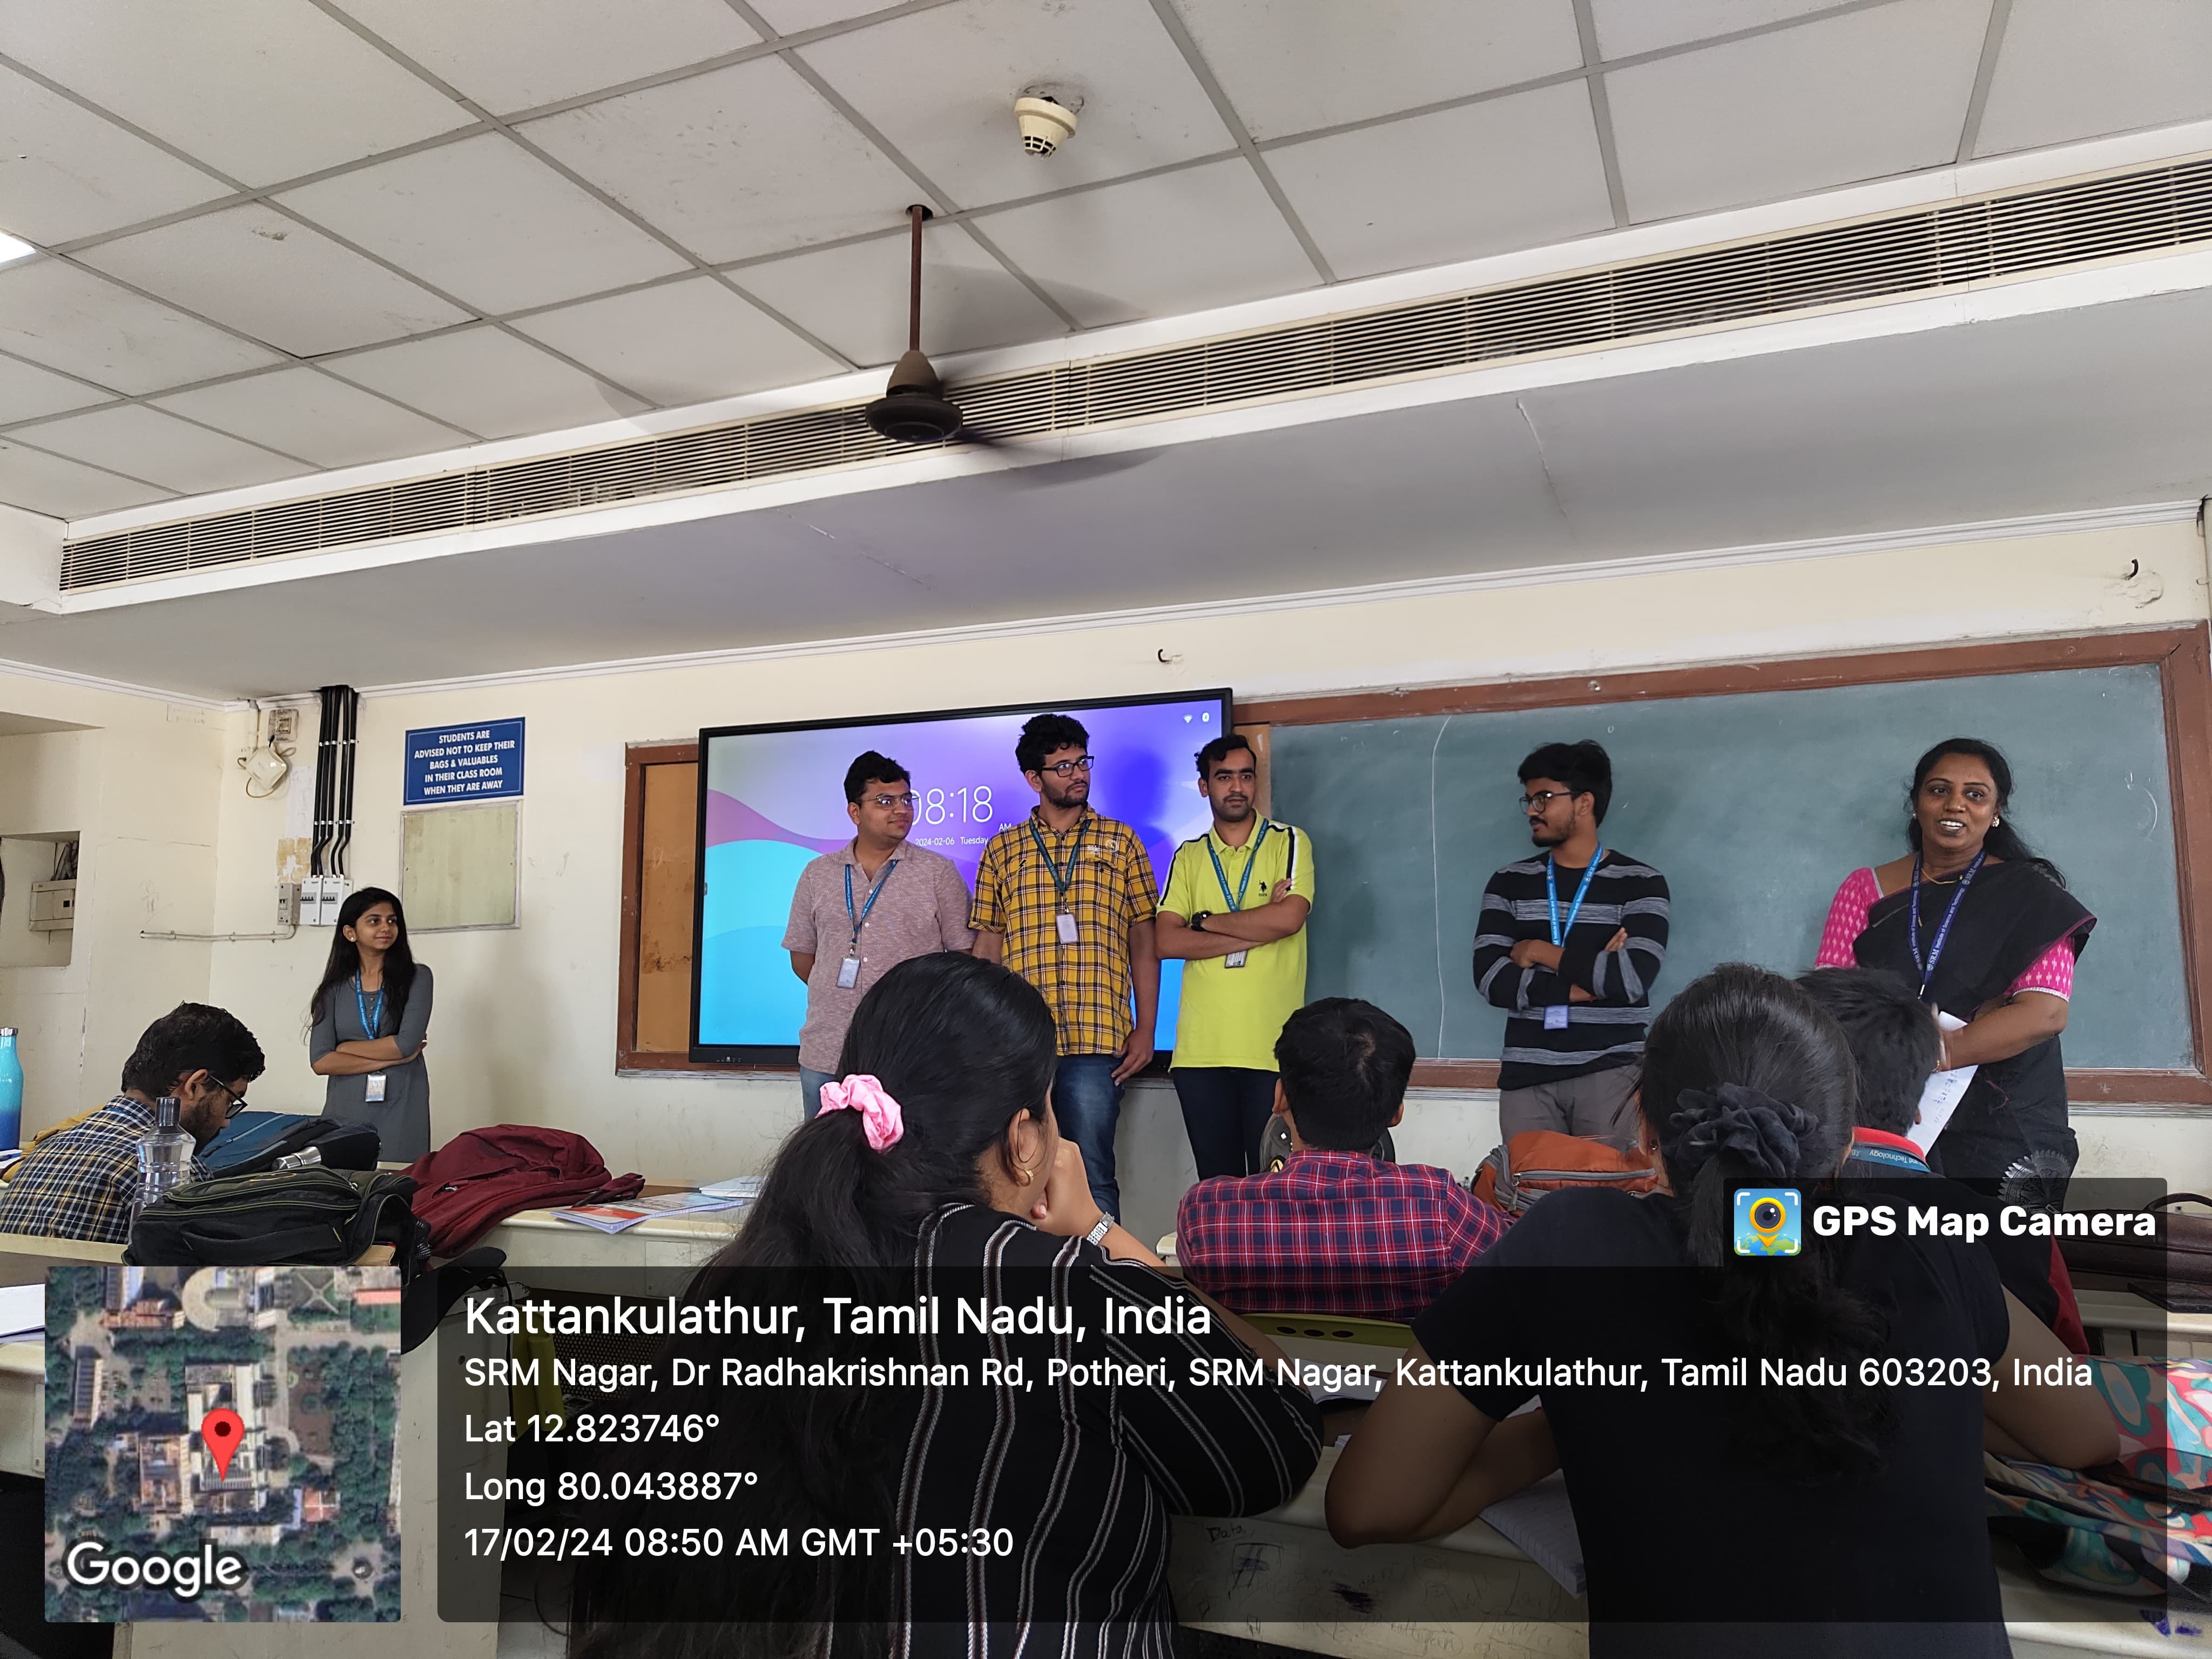 STUDENTS ARE
ADVISED NOT TO KEEP THEIR
BAGS & VALUABLES
IN THEIR CLASS ROOM
WHEN THEY ARE AWAY
08:18
AM
2024-02-06 Tuesday
GPS Map Camera
Kattankulathur, Tamil Nadu, India
SRM Nagar, Dr Radhakrishnan Rd, Potheri, SRM Nagar, Kattankulathur, Tamil Nadu 603203, India
Lat 12.823746°
Long 80.043887°
17/02/24 08:50 AM GMT +05:30
Google